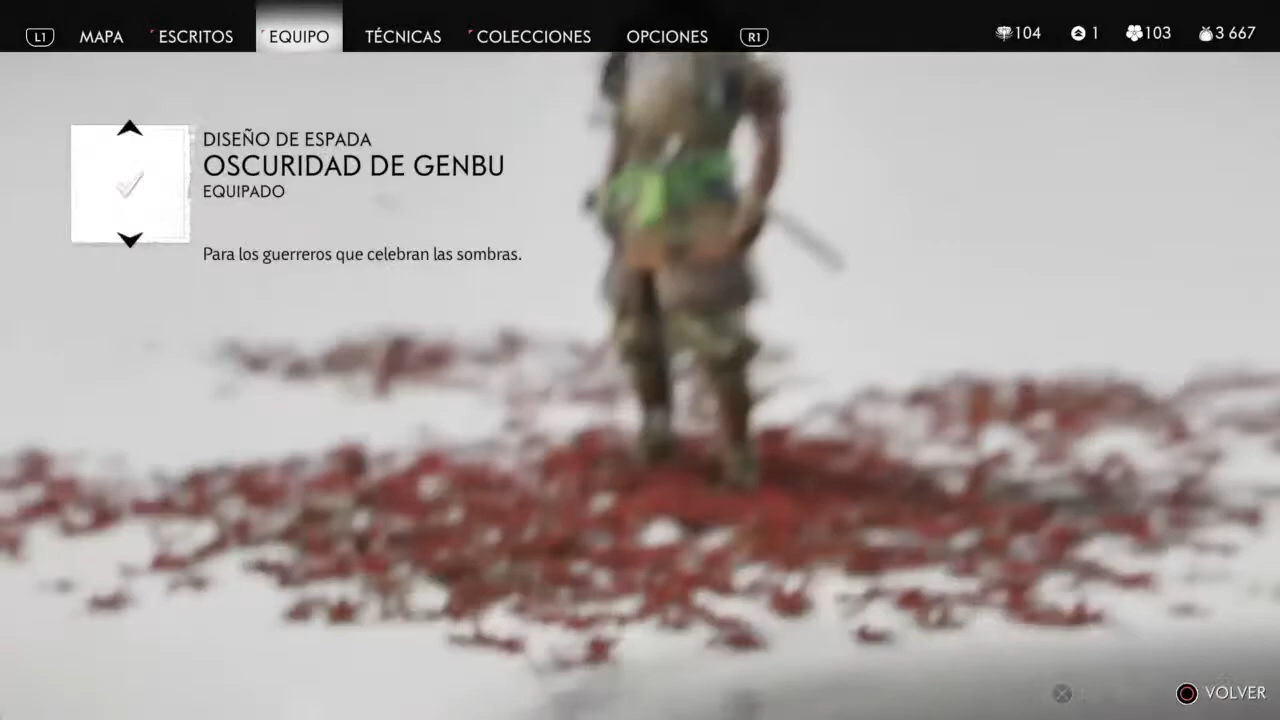 L1 MAPA ESCRITOS EQUIPO TÉCNICAS COLECCIONES OPCIONES R1 104 1 103 3 667
DISEÑO DE ESPADA
OSCURIDAD DE GENBU
EQUIPADO
Para los guerreros que celebran las sombras.
VOLVER